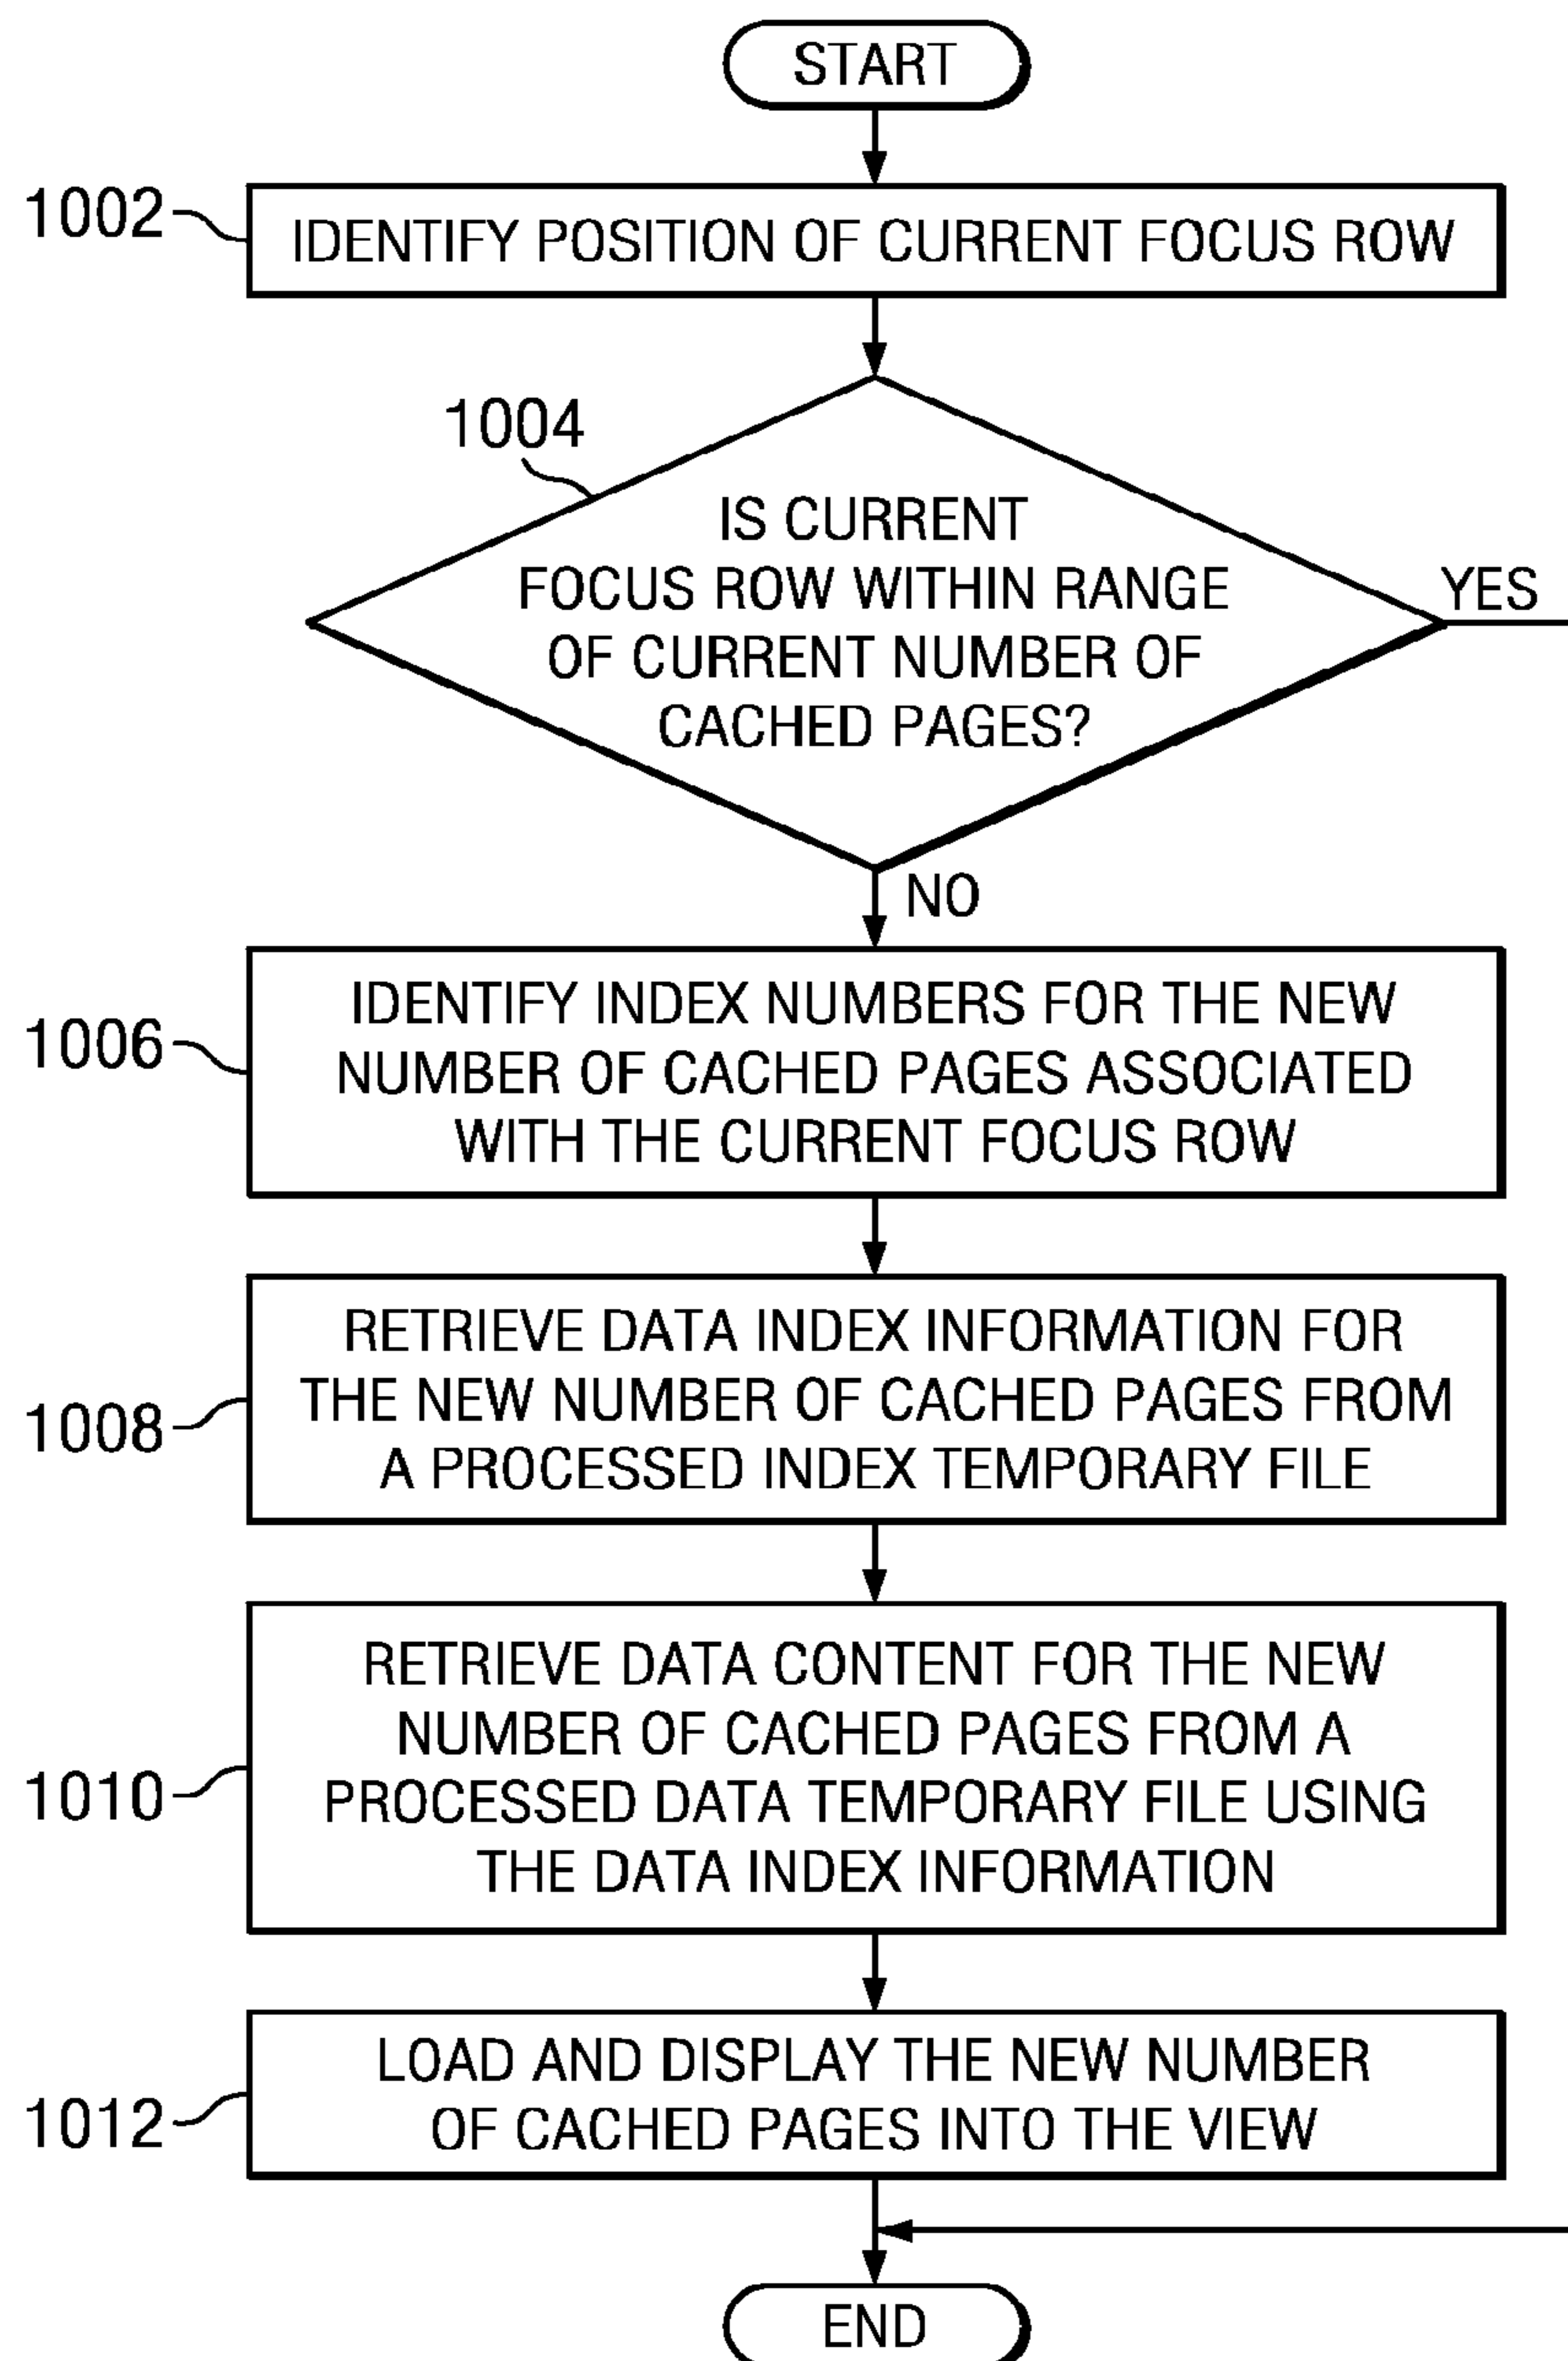 START
1002
IDENTIFY POSITION OF CURRENT FOCUS ROW
1004
IS CURRENT
FOCUS ROW WITHIN RANGE
OF CURRENT NUMBER OF
CACHED PAGES?
YES
NO
1006
IDENTIFY INDEX NUMBERS FOR THE NEW
NUMBER OF CACHED PAGES ASSOCIATED
WITH THE CURRENT FOCUS ROW
1008
RETRIEVE DATA INDEX INFORMATION FOR
THE NEW NUMBER OF CACHED PAGES FROM
A PROCESSED INDEX TEMPORARY FILE
1010
RETRIEVE DATA CONTENT FOR THE NEW
NUMBER OF CACHED PAGES FROM A
PROCESSED DATA TEMPORARY FILE USING
THE DATA INDEX INFORMATION
1012
LOAD AND DISPLAY THE NEW NUMBER
OF CACHED PAGES INTO THE VIEW
END